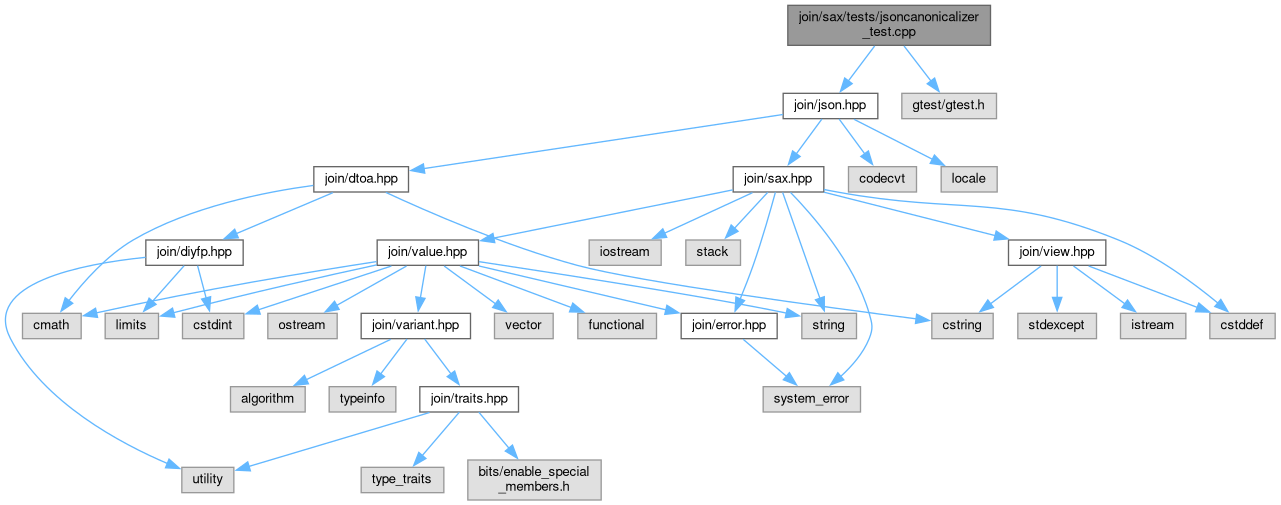 join/sax/tests/jsoncanonicalizer
_test.cpp
join/json.hpp
gtest/gtest.h
join/dtoa.hpp
join/sax.hpp
codecvt
locale
join/diyfp.hpp
join/value.hpp
iostream
stack
join/view.hpp
cmath
limits
cstdint
ostream
join/variant.hpp
vector
functional
join/error.hpp
string
cstring
stdexcept
istream
cstddef
algorithm
typeinfo
join/traits.hpp
system_error
utility
type_traits
bits/enable_special
_members.h